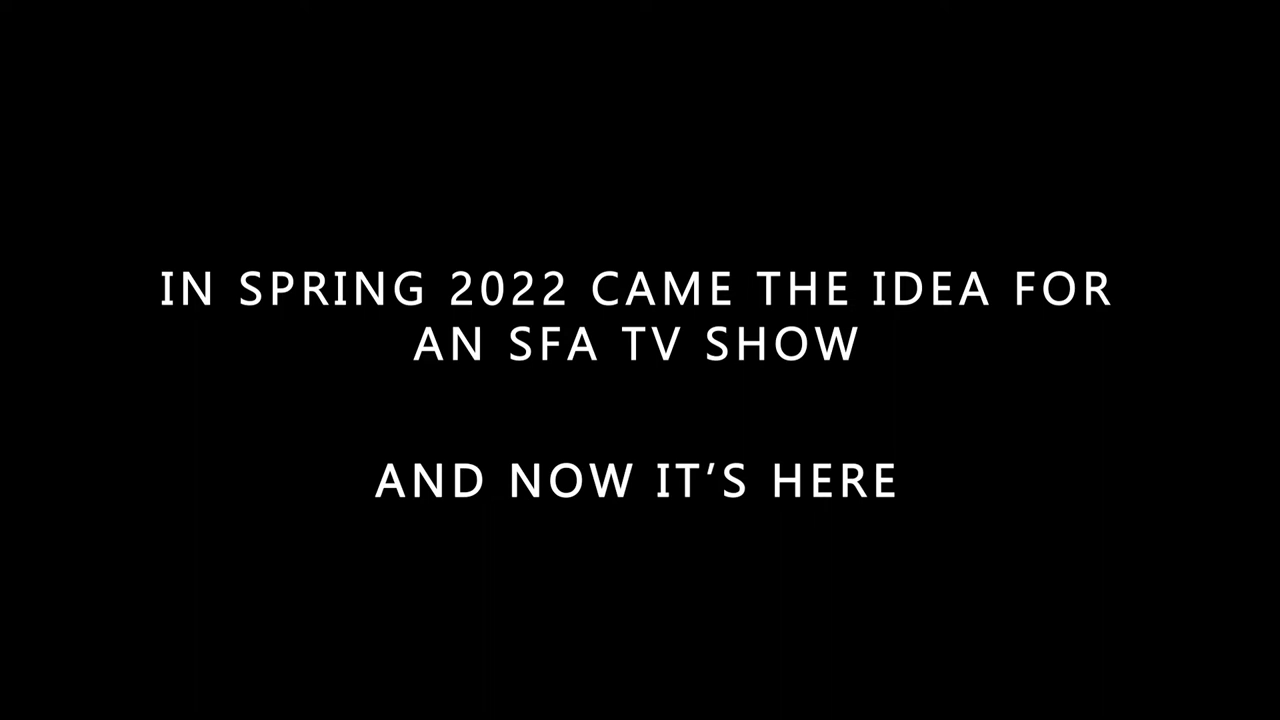 IN SPRING 2022 CAME THE IDEA FOR
AN SFA TV SHOW
AND NOW IT’S HERE